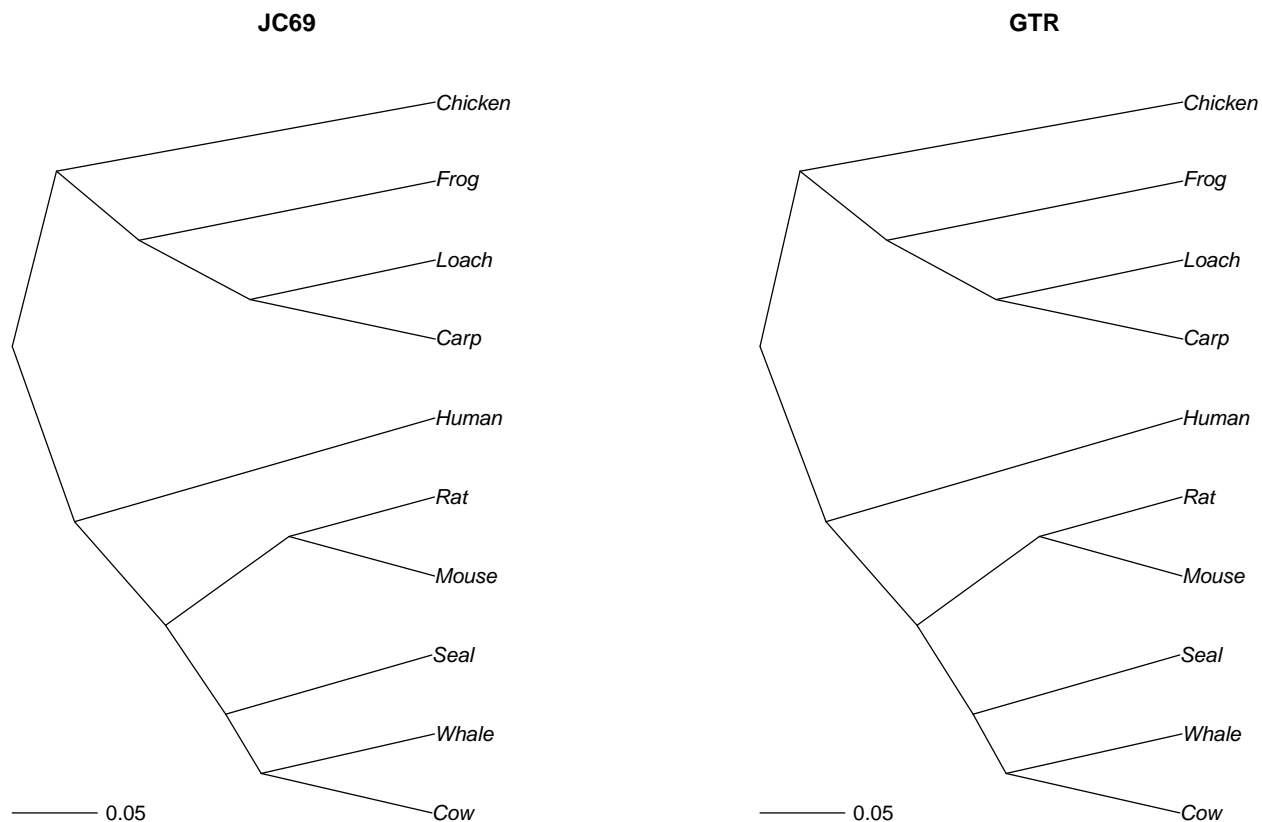 JC69
Chicken
Frog
Loach
Carp
Human
Rat
Mouse
Seal
Whale
Cow
0.05
GTR
Chicken
Frog
Loach
Carp
Human
Rat
Mouse
Seal
Whale
Cow
0.05